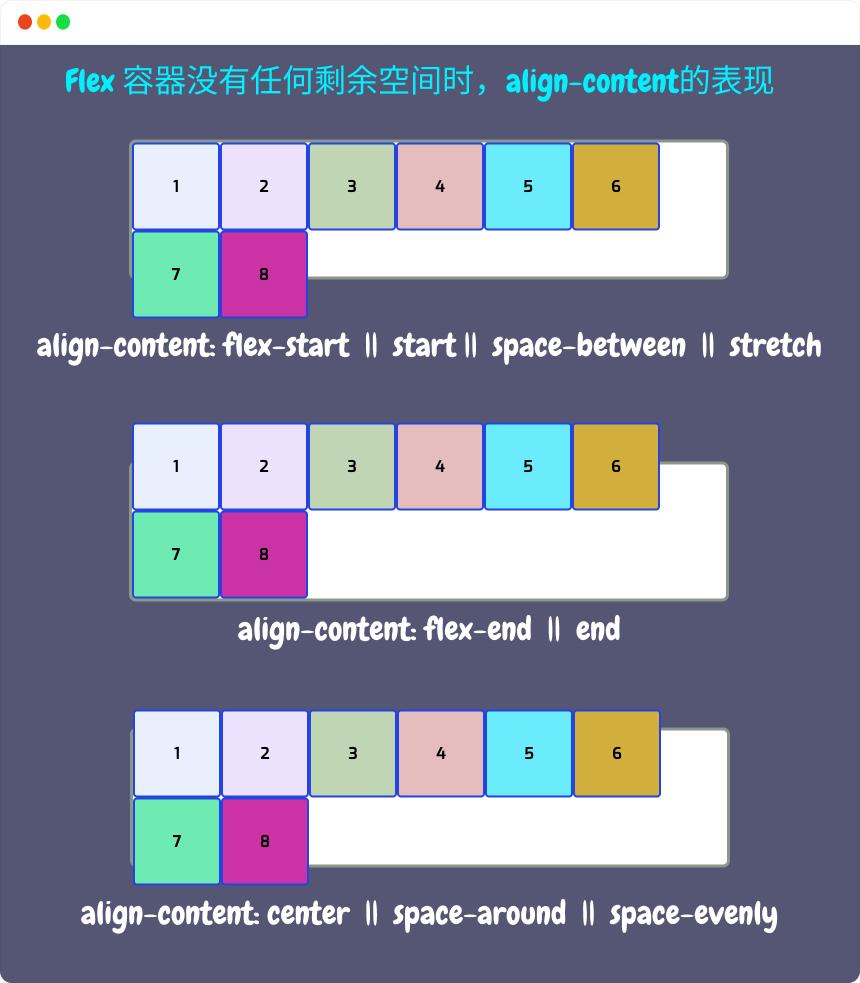 Flex 容器没有任何剩余空间时，align-content的表现
1 2 3 4 5 6
7 8
align-content: flex-start || start || space-between || stretch
1 2 3 4 5 6
7 8
align-content: flex-end || end
1 2 3 4 5 6
7 8
align-content: center || space-around || space-evenly